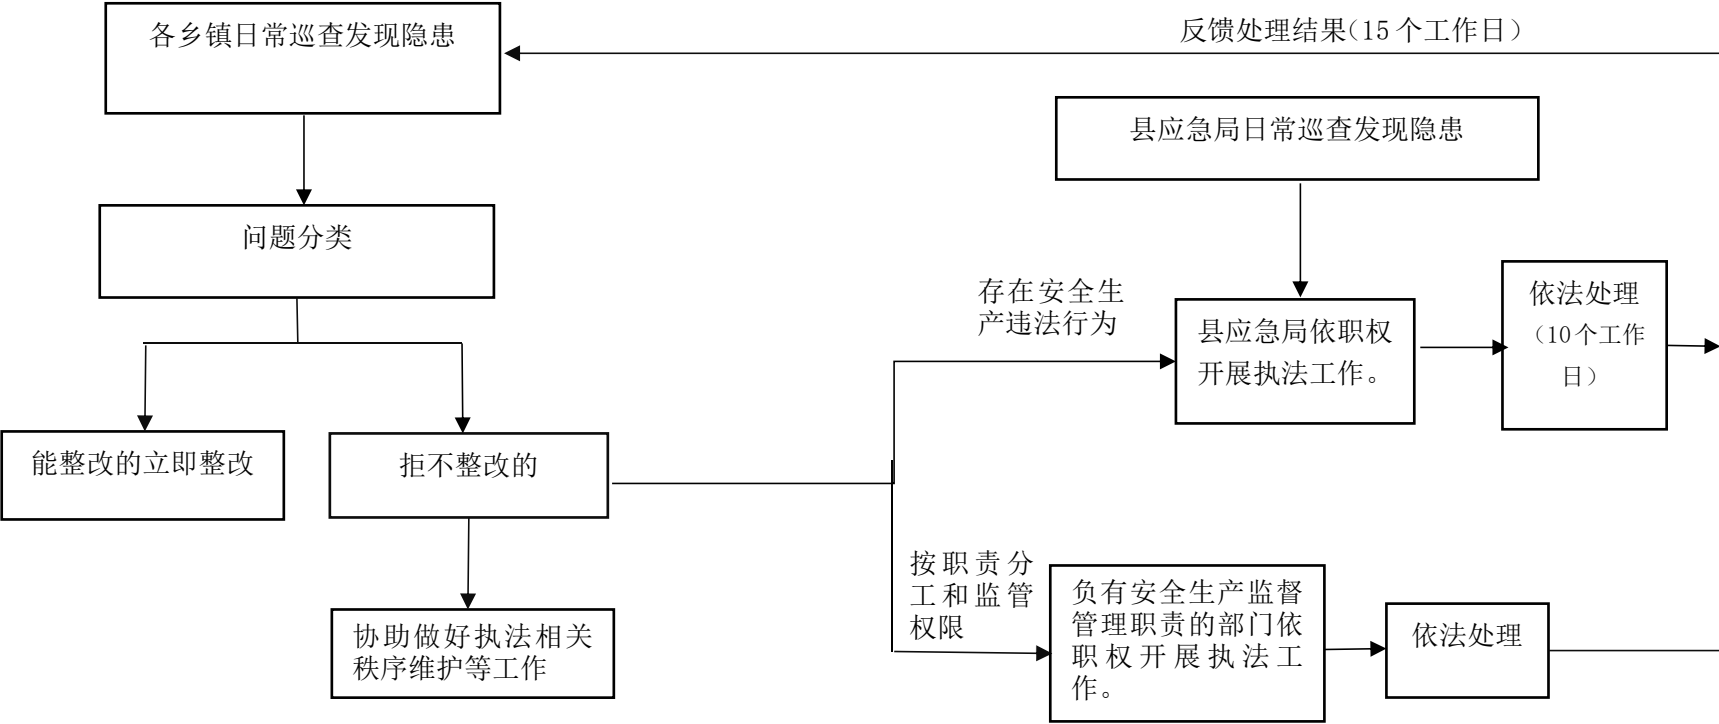 各乡镇日常巡查发现隐患
反馈处理结果(15个工作日)
县应急局日常巡查发现隐患
问题分类
存在安全生
产违法行为
县应急局依职权
开展执法工作。
依法处理
（10个工作
日）
能整改的立即整改
拒不整改的
按职责分
工和监管
权限
负有安全生产监督
管理职责的部门依
职权开展执法工
作。
依法处理
协助做好执法相关
秩序维护等工作